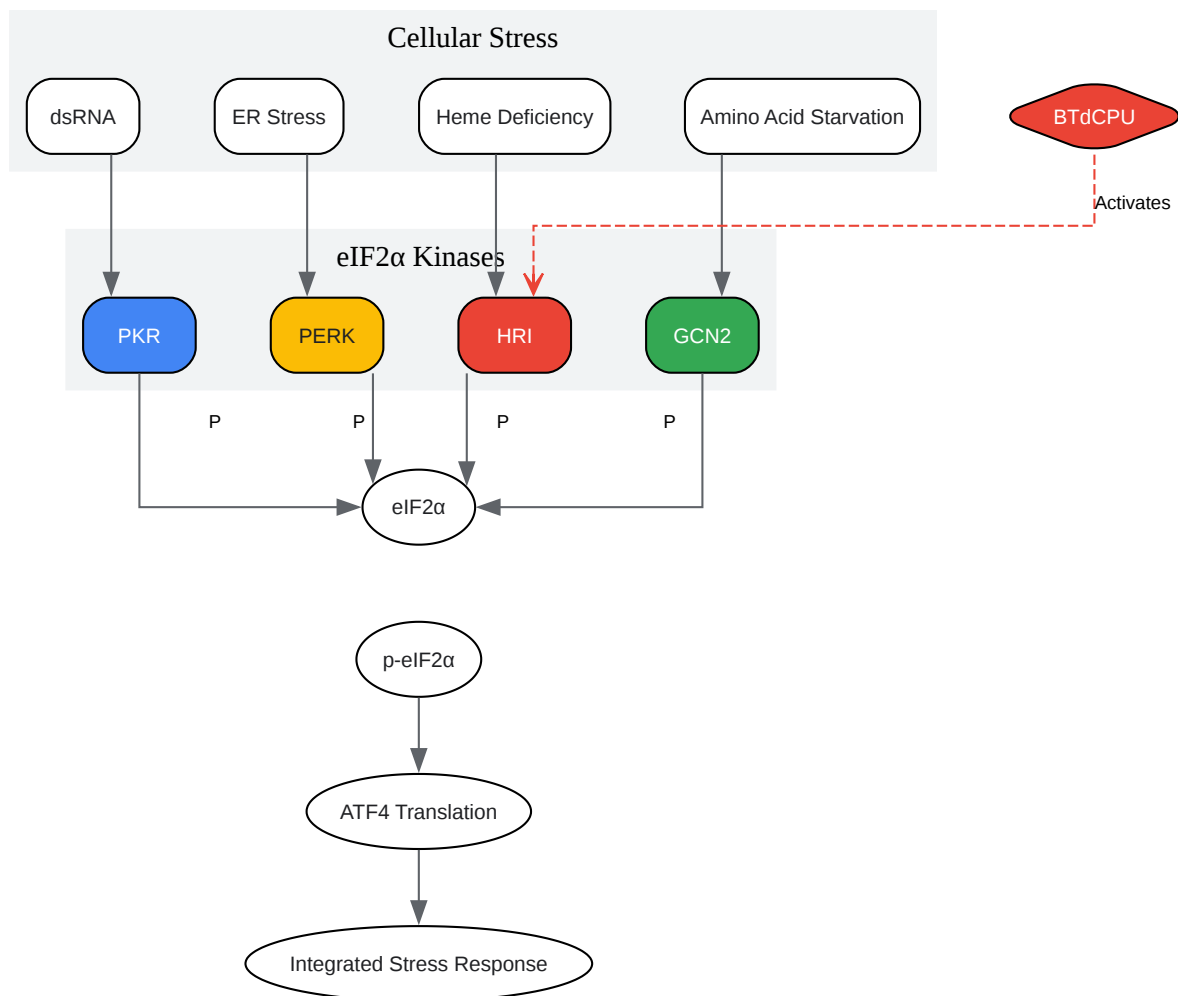 Cellular Stress
dsRNA
ER Stress
Heme Deficiency
Amino Acid Starvation
BTdCPU
Activates
eIF2α Kinases
PKR
PERK
HRI
GCN2
P
P
P
P
eIF2α
p-eIF2α
ATF4 Translation
Integrated Stress Response